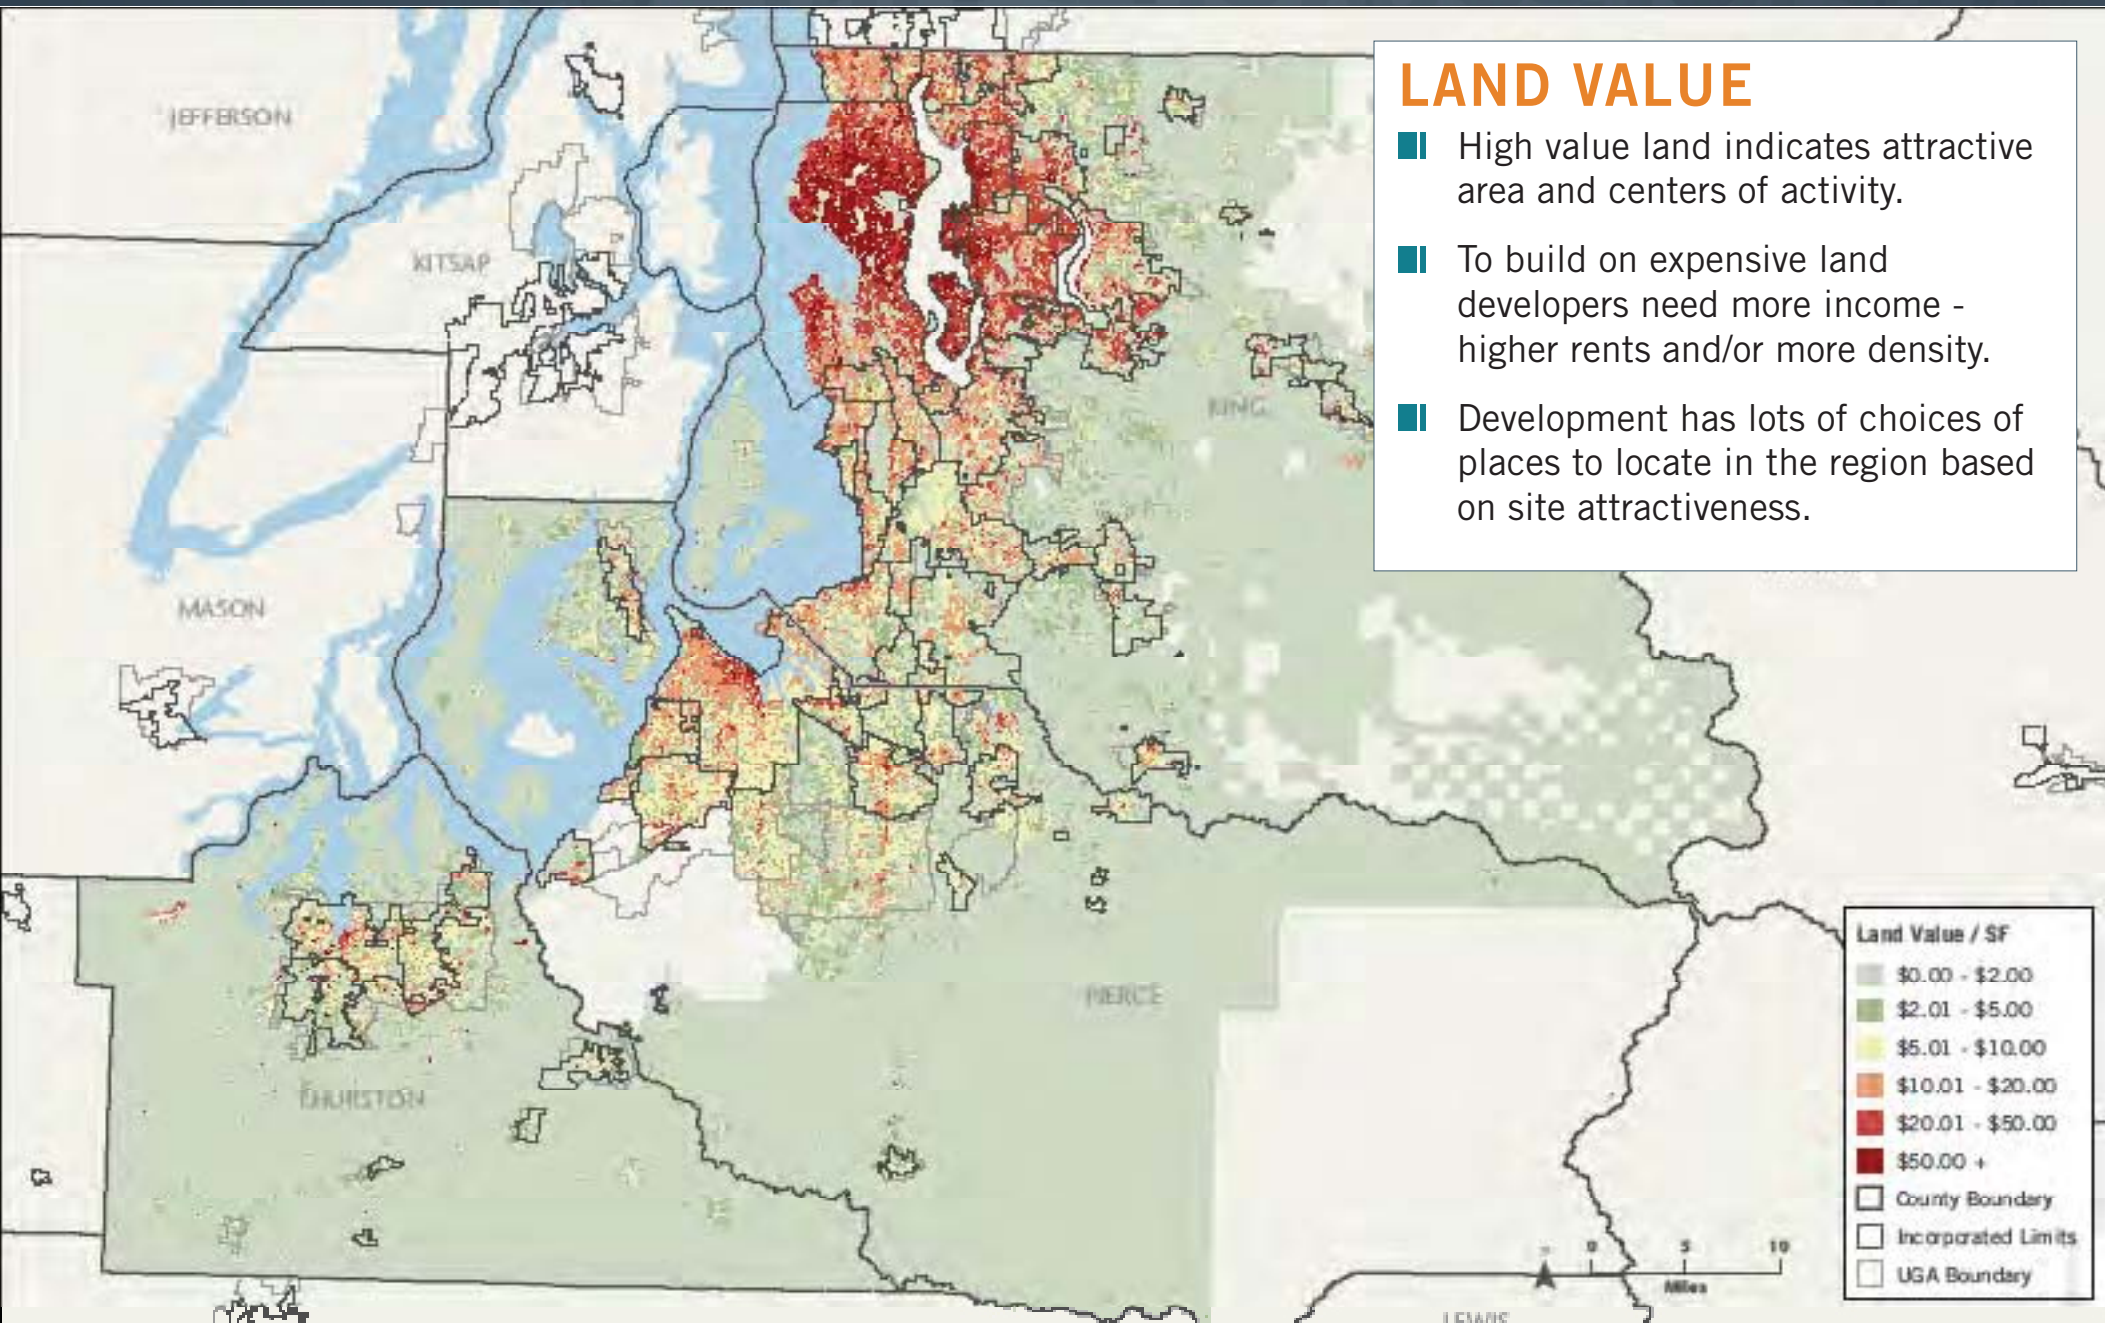 LAND VALUE
High value land indicates attractive
area and centers of activity.
To build on expensive land
developers need more income -
higher rents and/or more density.
Development has lots of choices of
places to locate in the region based
on site attractiveness.
JEFFERSON
KITSAP
KING
MASON
PIERCE
THURSTON
LEWIS
Land Value / SF
$0.00 - $2.00
$2.01 - $5.00
$5.01 - $10.00
$10.01 - $20.00
$20.01 - $50.00
$50.00 +
County Boundary
Incorporated Limits
UGA Boundary
0 5 10
Miles